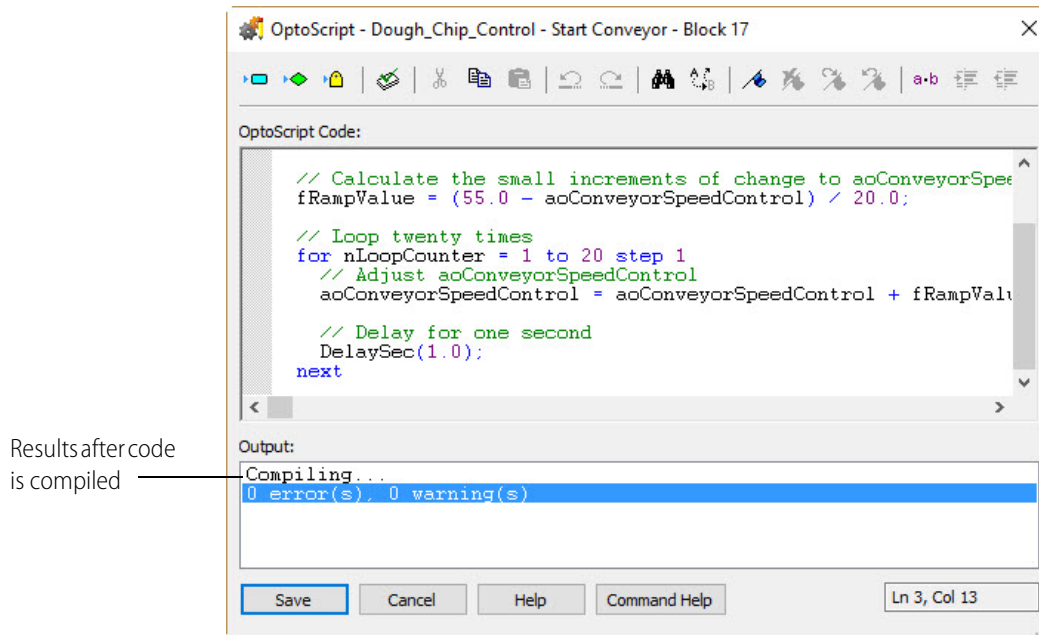 OptoScript - Dough_Chip_Control - Start Conveyor - Block 17
a·b
OptoScript Code:
// Calculate the small increments of change to aoConveyorSpee
fRampValue = (55.0 - aoConveyorSpeedControl) / 20.0;
// Loop twenty times
for nLoopCounter = 1 to 20 step 1
// Adjust aoConveyorSpeedControl
aoConveyorSpeedControl = aoConveyorSpeedControl + fRampValu
// Delay for one second
DelaySec(1.0);
next
Results after code
is compiled
Output:
Compiling...
0 error(s), 0 warning(s)
Save Cancel Help Command Help Ln 3, Col 13